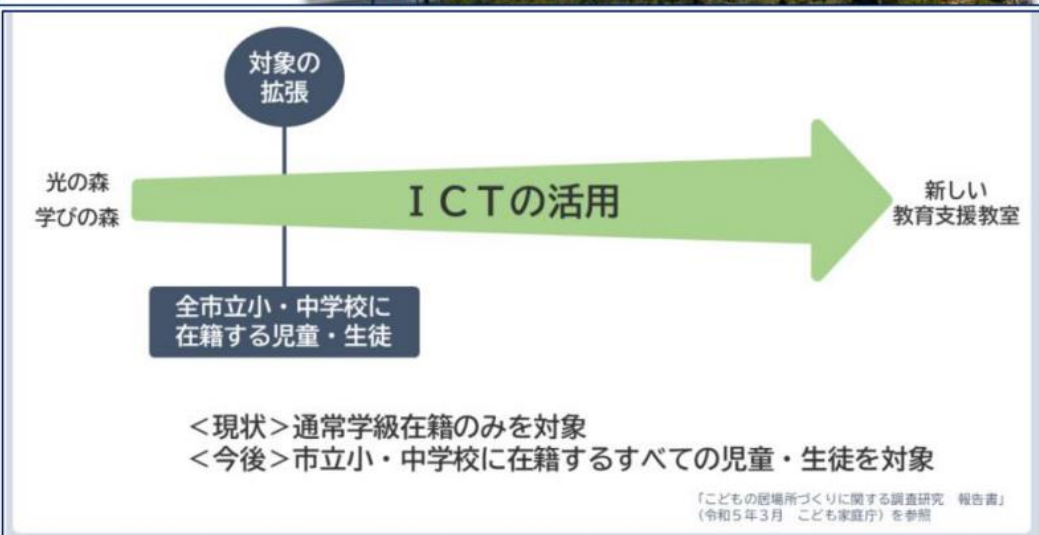 対象の
拡張
光の森
学びの森
ＩＣＴの活用
新しい
教育支援教室
全市立小・中学校に
在籍する児童・生徒
＜現状＞通常学級在籍のみを対象
＜今後＞市立小・中学校に在籍するすべての児童・生徒を対象
「こどもの居場所づくりに関する調査研究　報告書」
（令和５年３月　こども家庭庁）を参照